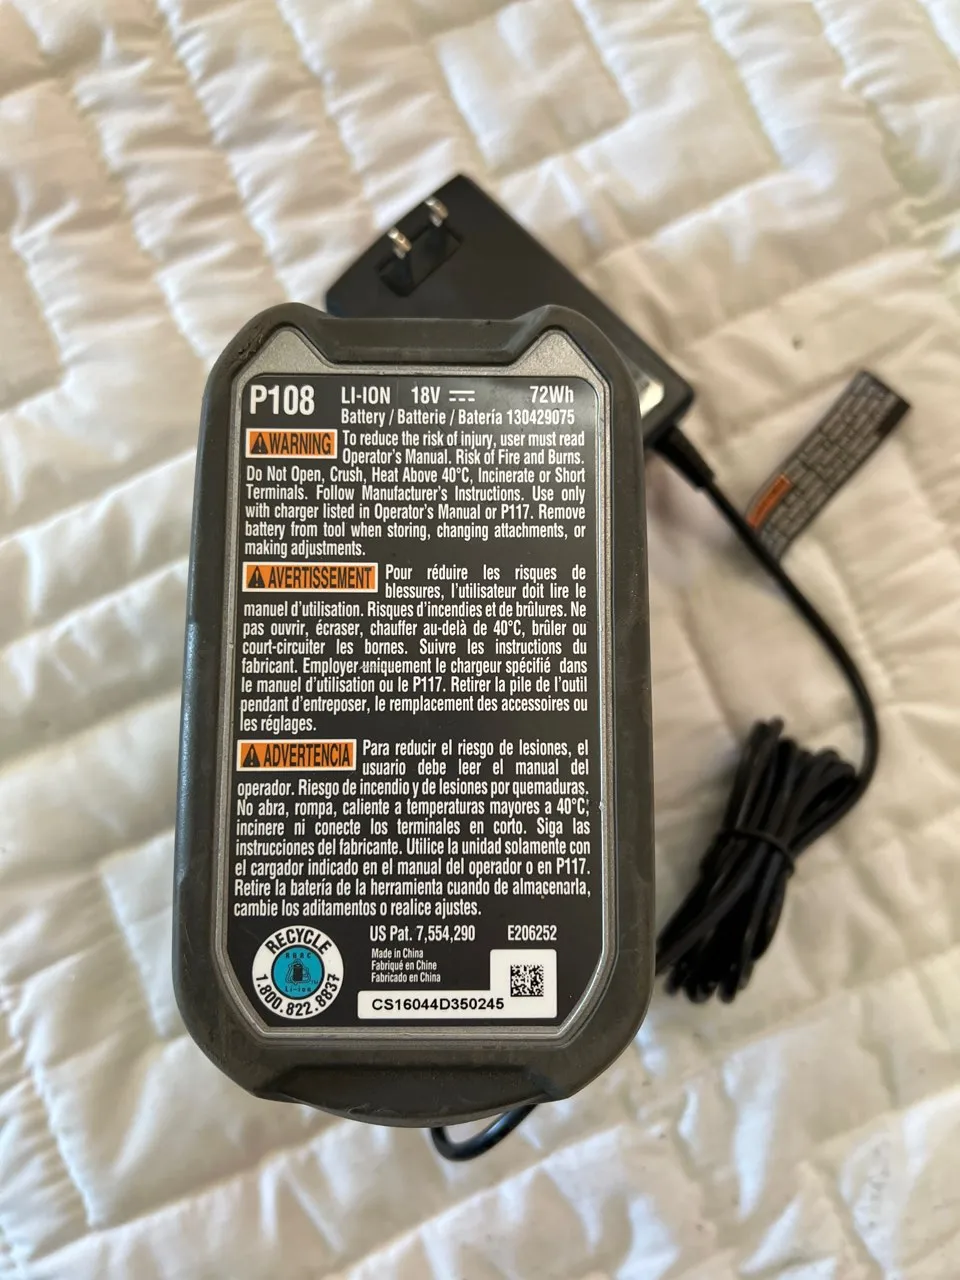 P108 LI-ION 18V 72Wh
Battery / Batterie / Batería 130429075
WARNING To reduce the risk of injury, user must read
Operator's Manual. Risk of Fire and Burns.
Do Not Open, Crush, Heat Above 40°C, Incinerate or Short
Terminals. Follow Manufacturer's Instructions. Use only
with charger listed in Operator's Manual or P117. Remove
battery from tool when storing, changing attachments, or
making adjustments.
AVERTISSEMENT Pour réduire les risques de
blessures, l'utilisateur doit lire le
manuel d'utilisation. Risques d'incendies et de brûlures. Ne
pas ouvrir, écraser, chauffer au-delà de 40°C, brûler ou
court-circuiter les bornes. Suivre les instructions du
fabricant. Employer uniquement le chargeur spécifié dans
le manuel d'utilisation ou le P117. Retirer la pile de l'outil
pendant d'entreposer, le remplacement des accessoires ou
les réglages.
ADVERTENCIA Para reducir el riesgo de lesiones, el
usuario debe leer el manual del
operador. Riesgo de incendio y de lesiones por quemaduras.
No abra, rompa, caliente a temperaturas mayores a 40°C,
incinere ni conecte los terminales en corto. Siga las
instrucciones del fabricante. Utilice la unidad solamente con
el cargador indicado en el manual del operador o en P117.
Retire la batería de la herramienta cuando de almacenarla,
cambie los aditamentos o realice ajustes.
US Pat. 7,554,290 E206252
Made in China
Fabriqué en Chine
Fabricado en China
CS16044D350245
RECYCLE
RBRC
Li-ion
1.800.822.8837